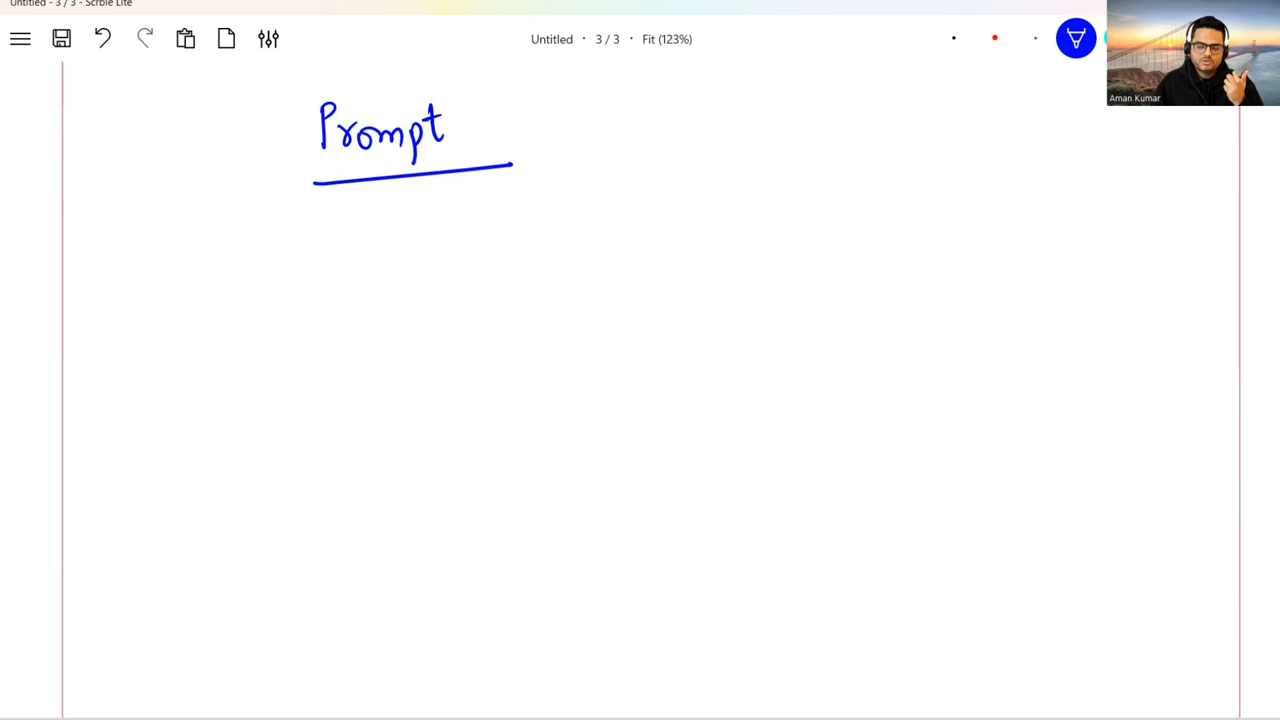 Untitled - 3 / 3 - Scrble Lite
Untitled • 3 / 3 • Fit (123%)
Aman Kumar
Prompt